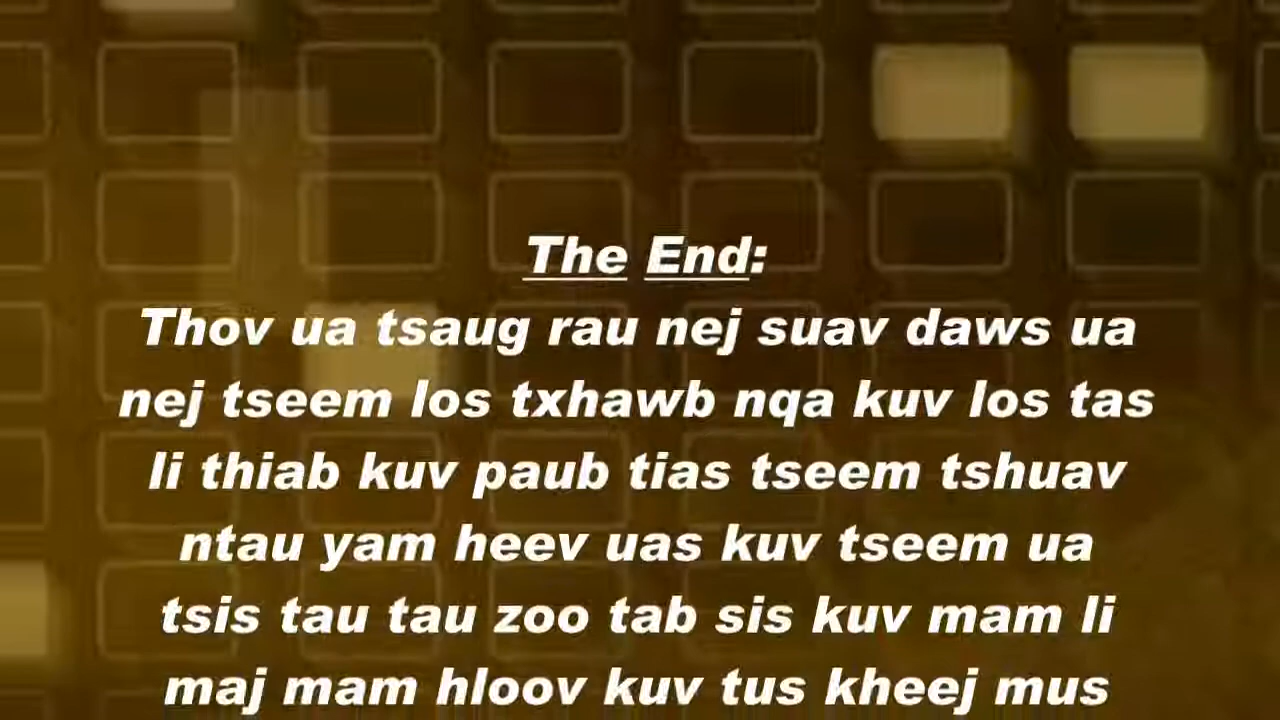 The End:
Thov ua tsaug rau nej suav daws ua
nej tseem los txhawb nqa kuv los tas
li thiab kuv paub tias tseem tshuav
ntau yam heev uas kuv tseem ua
tsis tau tau zoo tab sis kuv mam li
maj mam hloov kuv tus kheej mus